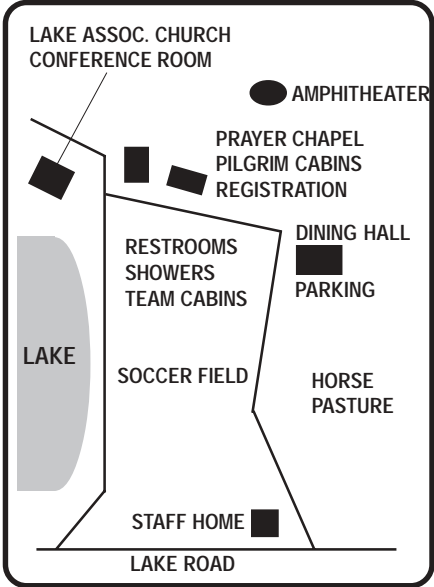 LAKE ASSOC. CHURCH
CONFERENCE ROOM
AMPHITHEATER
PRAYER CHAPEL
PILGRIM CABINS
REGISTRATION
DINING HALL
RESTROOMS
SHOWERS
TEAM CABINS
PARKING
LAKE
SOCCER FIELD
HORSE
PASTURE
STAFF HOME
LAKE ROAD